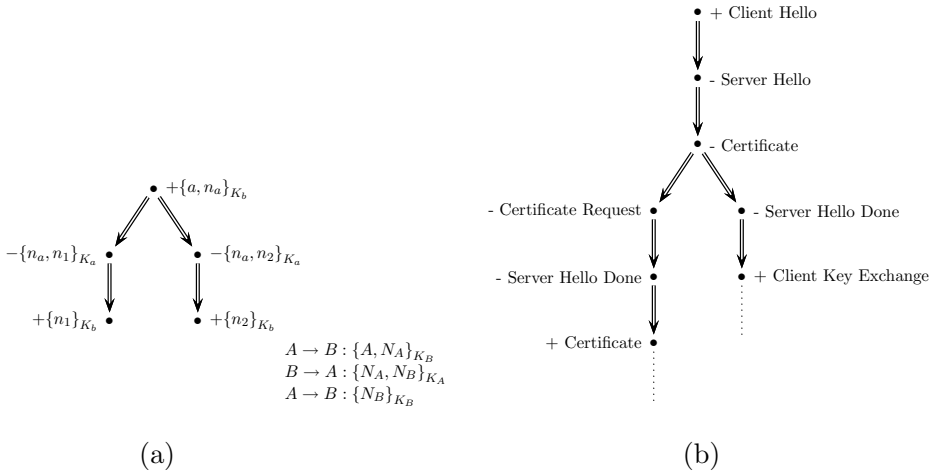 + Client Hello
- Server Hello
- Certificate
- Certificate Request
- Server Hello Done
- Server Hello Done
+ Client Key Exchange
+ Certificate
+{a, n_a}_{K_b}
−{n_a, n_1}_{K_a}
−{n_a, n_2}_{K_a}
+{n_1}_{K_b}
+{n_2}_{K_b}
A → B : {A, N_A}_{K_B}
B → A : {N_A, N_B}_{K_A}
A → B : {N_B}_{K_B}
(a)
(b)